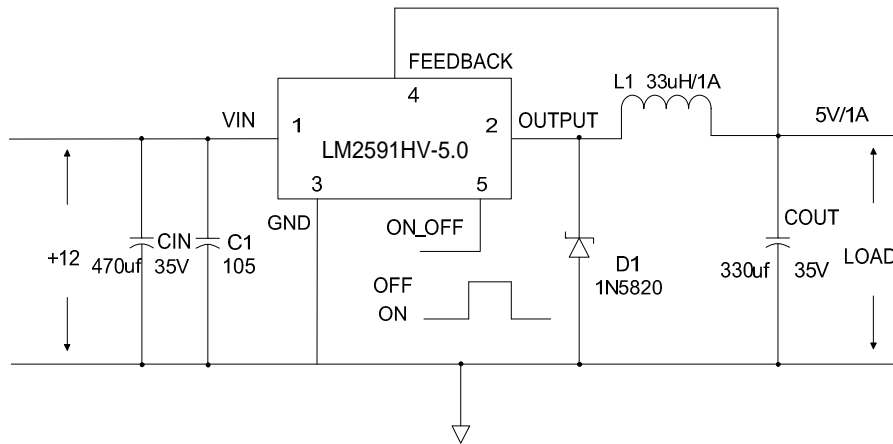 FEEDBACK
4
L1 33uH/1A
VIN
1
2
OUTPUT
5V/1A
LM2591HV-5.0
3
5
GND
ON_OFF
COUT
+12
CIN
C1
470uf
35V
105
D1
1N5820
330uf
35V
LOAD
OFF
ON